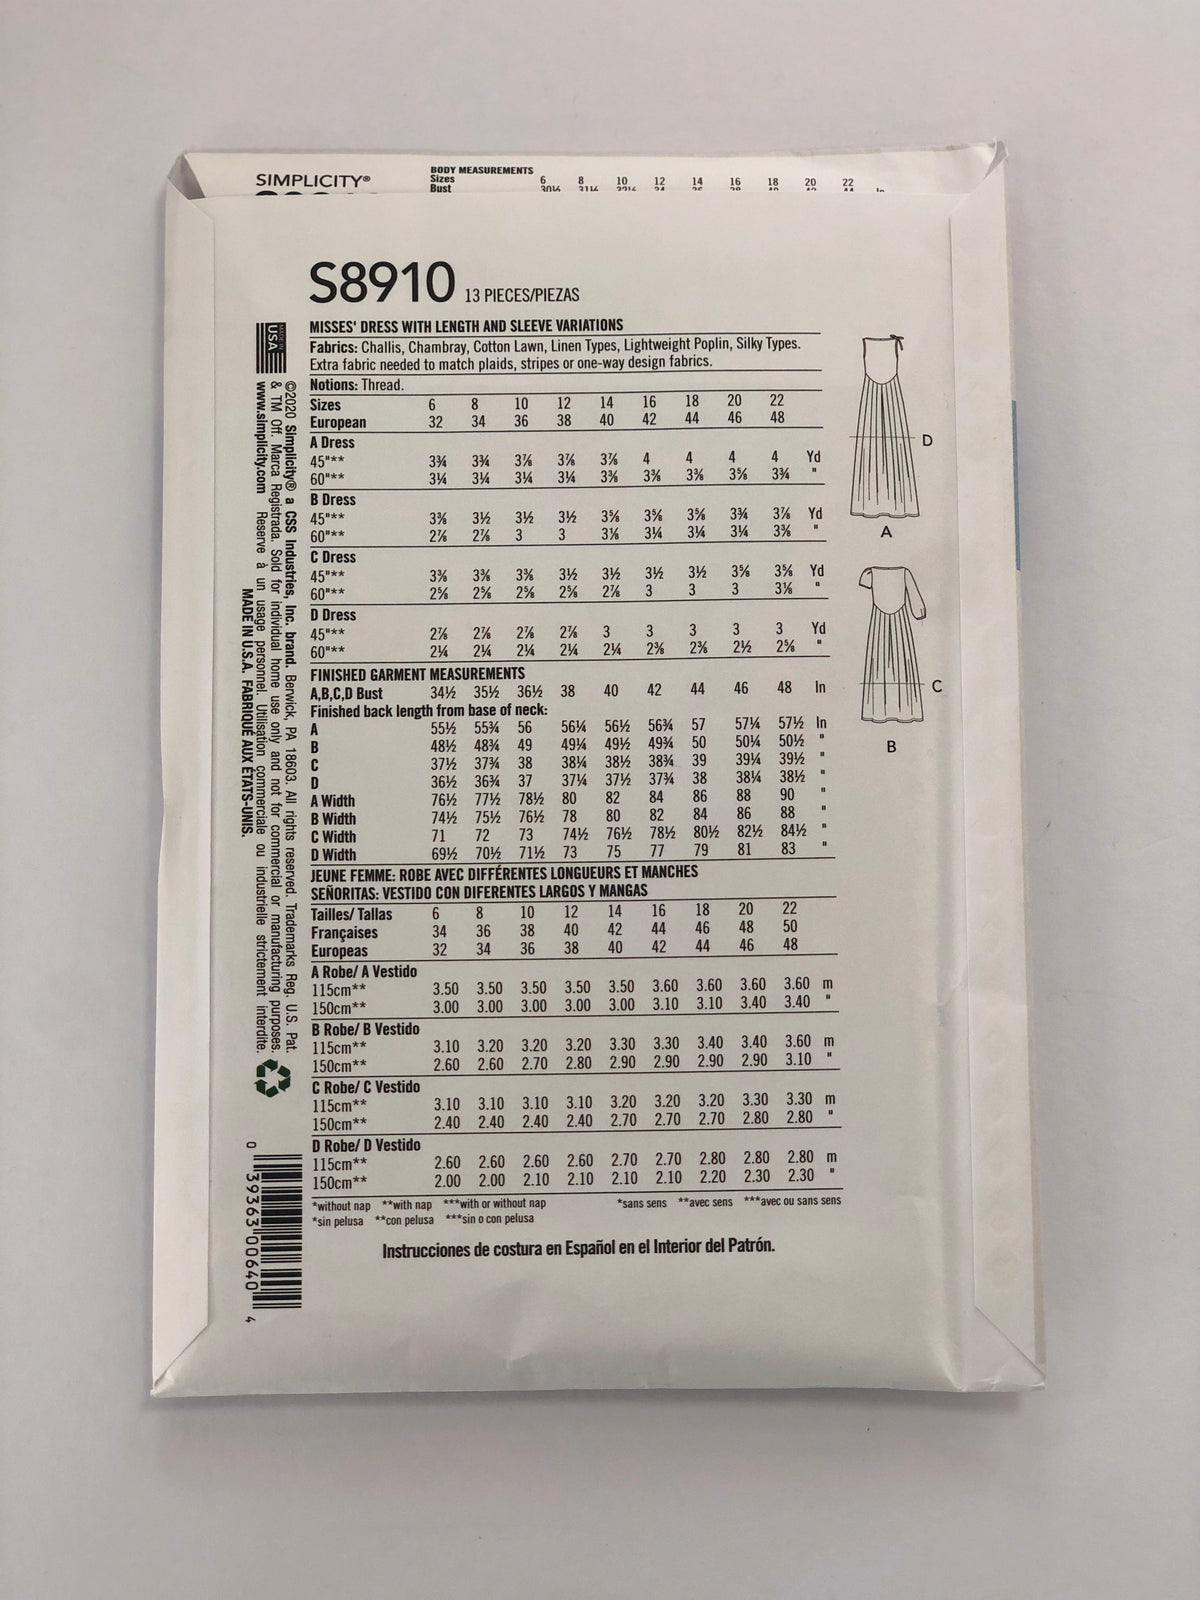 SIMPLICITY®
BODY MEASUREMENTS
Sizes 6 8 10 12 14 16 18 20 22
Bust 30½ 31½ 32½ 34 36 38 40 42 44 In
S8910 13 PIECES/PIEZAS
MISSES' DRESS WITH LENGTH AND SLEEVE VARIATIONS
Fabrics: Challis, Chambray, Cotton Lawn, Linen Types, Lightweight Poplin, Silky Types.
Extra fabric needed to match plaids, stripes or one-way design fabrics.
Notions: Thread.
Sizes 6 8 10 12 14 16 18 20 22
European 32 34 36 38 40 42 44 46 48
A Dress
45"** 3¾ 3¾ 3⅞ 3⅞ 3⅞ 4 4 4 4 Yd
60"** 3¼ 3¼ 3¼ 3¼ 3⅜ 3⅜ 3⅜ 3⅝ 3¾ "
B Dress
45"** 3⅜ 3½ 3½ 3½ 3⅝ 3⅝ 3⅝ 3¾ 3⅞ Yd
60"** 2⅞ 2⅞ 3 3 3⅛ 3¼ 3¼ 3¼ 3⅜ "
C Dress
45"** 3⅜ 3⅜ 3⅜ 3½ 3½ 3½ 3½ 3⅝ 3⅝ Yd
60"** 2⅝ 2⅝ 2⅝ 2⅝ 2⅞ 3 3 3 3⅛ "
D Dress
45"** 2⅞ 2⅞ 2⅞ 2⅞ 3 3 3 3 3 Yd
60"** 2¼ 2¼ 2¼ 2¼ 2¼ 2⅜ 2⅜ 2½ 2⅝ "
FINISHED GARMENT MEASUREMENTS
A,B,C,D Bust 34½ 35½ 36½ 38 40 42 44 46 48 In
Finished back length from base of neck:
A 55½ 55¾ 56 56¼ 56½ 56¾ 57 57¼ 57½ In
B 48½ 48¾ 49 49¼ 49½ 49¾ 50 50¼ 50½ "
C 37½ 37¾ 38 38¼ 38½ 38¾ 39 39¼ 39½ "
D 36½ 36¾ 37 37¼ 37½ 37¾ 38 38¼ 38½ "
A Width 76½ 77½ 78½ 80 82 84 86 88 90 "
B Width 74½ 75½ 76½ 78 80 82 84 86 88 "
C Width 71 72 73 74½ 76½ 78½ 80½ 82½ 84½ "
D Width 69½ 70½ 71½ 73 75 77 79 81 83 "
JEUNE FEMME: ROBE AVEC DIFFÉRENTES LONGUEURS ET MANCHES
SEÑORITAS: VESTIDO CON DIFERENTES LARGOS Y MANGAS
Tailles/ Tallas 6 8 10 12 14 16 18 20 22
Françaises 34 36 38 40 42 44 46 48 50
Europeas 32 34 36 38 40 42 44 46 48
A Robe/ A Vestido
115cm** 3.50 3.50 3.50 3.50 3.50 3.60 3.60 3.60 3.60 m
150cm** 3.00 3.00 3.00 3.00 3.00 3.10 3.10 3.40 3.40 "
B Robe/ B Vestido
115cm** 3.10 3.20 3.20 3.20 3.30 3.30 3.40 3.40 3.60 m
150cm** 2.60 2.60 2.70 2.80 2.90 2.90 2.90 2.90 3.10 "
C Robe/ C Vestido
115cm** 3.10 3.10 3.10 3.10 3.20 3.20 3.20 3.30 3.30 m
150cm** 2.40 2.40 2.40 2.40 2.70 2.70 2.70 2.80 2.80 "
D Robe/ D Vestido
115cm** 2.60 2.60 2.60 2.60 2.70 2.70 2.80 2.80 2.80 m
150cm** 2.00 2.00 2.10 2.10 2.10 2.10 2.20 2.30 2.30 "
*without nap **with nap ***with or without nap *sans sens **avec sens ***avec ou sans sens
*sin pelusa **con pelusa ***sin o con pelusa
Instrucciones de costura en Español en el Interior del Patrón.
D
A
C
B
MADE IN
USA
©2020 Simplicity® a CSS Industries, Inc. brand. Berwick, PA 18603. All rights reserved. Trademarks Reg. U.S. Pat.
& TM Off. Marca Registrada. Sold for individual home use only and not for commercial or manufacturing purposes.
www.simplicity.com Reserve à un usage personnel. Utilisation commerciale ou industrielle strictement interdite.
MADE IN U.S.A. FABRIQUÉ AUX ÉTATS-UNIS.
0 39363 00640 4